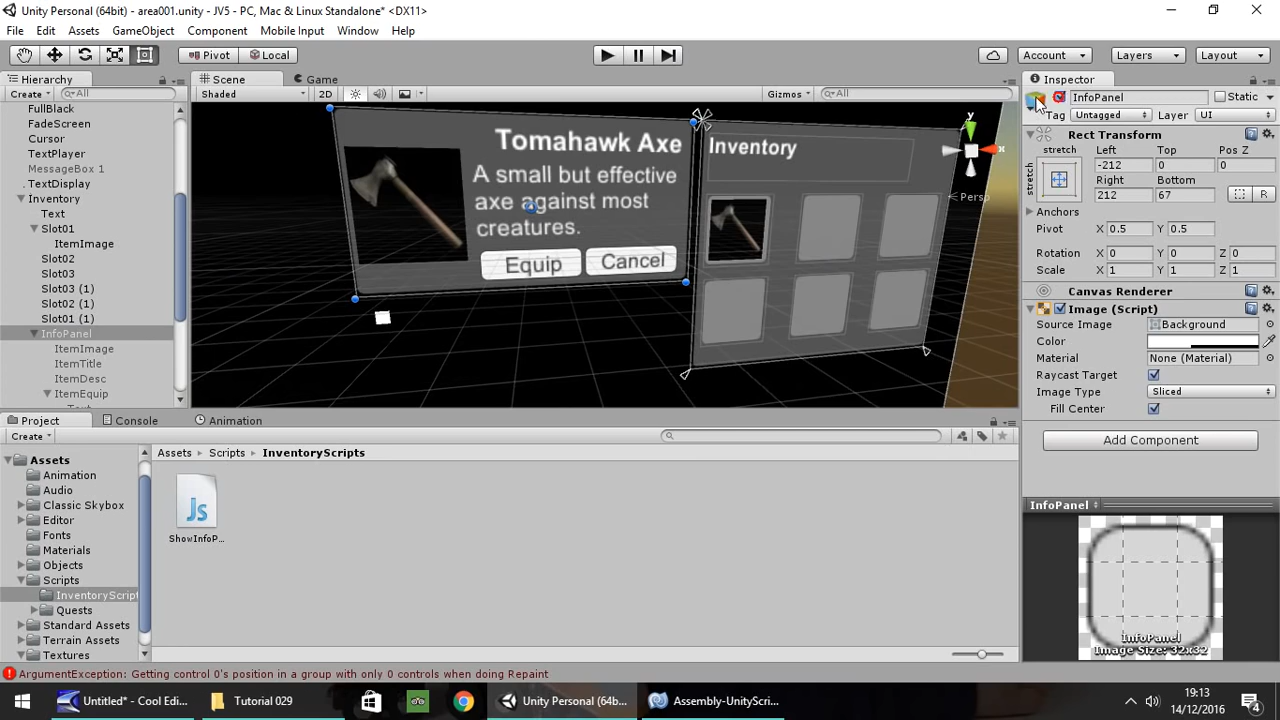 Unity Personal (64bit) - area001.unity - JV5 - PC, Mac & Linux Standalone* <DX11>
File Edit Assets GameObject Component Mobile Input Window Help
Pivot Local Account Layers Layout
Hierarchy
Create All
FullBlack
FadeScreen
Cursor
TextPlayer
MessageBox 1
TextDisplay
Inventory
Text
Slot01
ItemImage
Slot02
Slot03
Slot03 (1)
Slot02 (1)
Slot01 (1)
InfoPanel
ItemImage
ItemTitle
ItemDesc
ItemEquip
Scene Game
Shaded 2D Gizmos All
Tomahawk Axe
A small but effective
axe against most
creatures.
Equip Cancel
Inventory
y
x
Persp
Inspector
InfoPanel Static
Tag Untagged Layer UI
Rect Transform
stretch Left Top Pos Z
stretch -212 0 0
Right Bottom
212 67 R
Anchors
Pivot X 0.5 Y 0.5
Rotation X 0 Y 0 Z 0
Scale X 1 Y 1 Z 1
Canvas Renderer
Image (Script)
Source Image Background
Color
Material None (Material)
Raycast Target
Image Type Sliced
Fill Center
Add Component
InfoPanel
InfoPanel
Image Size: 32x32
Project Console Animation
Create
Assets
Animation
Audio
Classic Skybox
Editor
Fonts
Materials
Objects
Scripts
InventoryScript
Quests
Standard Assets
Terrain Assets
Textures
Assets Scripts InventoryScripts
Js
ShowInfoP...
ArgumentException: Getting control 0's position in a group with only 0 controls when doing Repaint
Untitled* - Cool Edi... Tutorial 029 Unity Personal (64b... Assembly-UnityScri...
19:13
14/12/2016
4